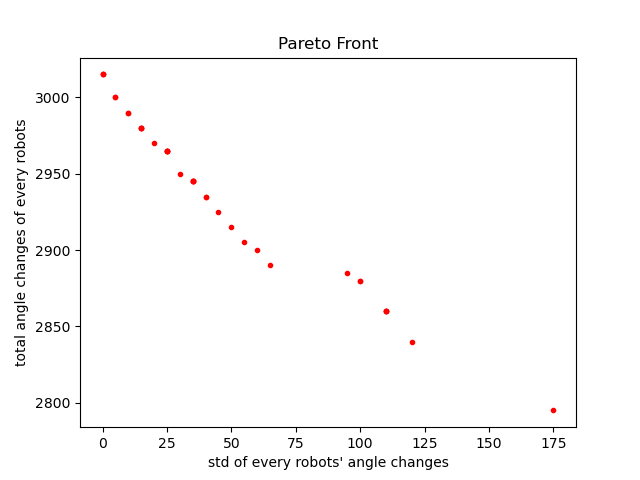 Pareto Front
total angle changes of every robots
3000
2950
2900
2850
2800
0 25 50 75 100 125 150 175
std of every robots' angle changes